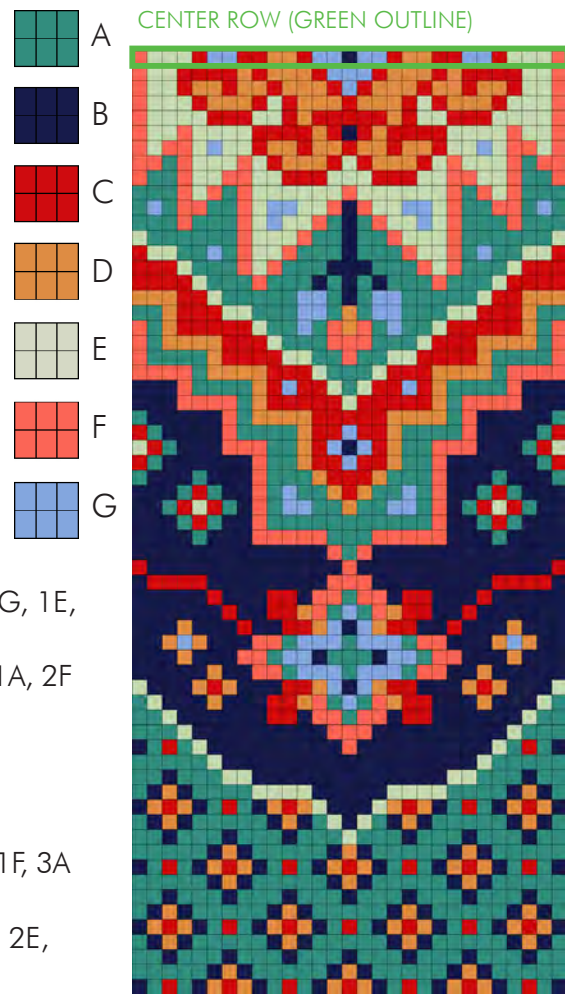 CENTER ROW (GREEN OUTLINE)
A
B
C
D
E
F
G
G, 1E,
1A, 2F
1F, 3A
2E,